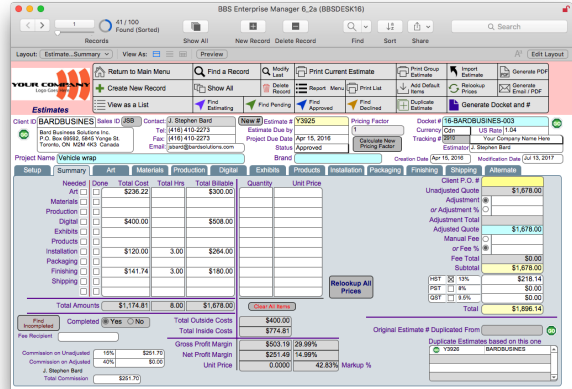 BBS Enterprise Manager 6_2a (BBSDESK16)
1
41 / 100
Found (Sorted)
Records Show All New Record Delete Record Find Sort Share
Search
Layout: Estimate...Summary View As: Preview Edit Layout
YOUR COMPANY
Logo Goes Here
Estimates
Return to Main Menu Find a Record Modify Last Print Current Estimate Print Group Estimate Import Estimate Generate PDF
Create New Record Show All Delete Record Report Menu Print List Add Default Items Relookup Prices Generate Email / PDF
View as a List Find Estimating Find Pending Find Approved Find Declined Duplicate Estimate Generate Docket and #
Client ID BARDBUSINES Sales ID JSB Contact: J. Stephen Bard New # Estimate # Y3925 Pricing Factor Docket # 16-BARDBUSINES-003
Bard Business Solutions Inc. Tel: (416) 410-2273 Estimate Due by 1 Currency Cdn US Rate 1.04
P.O. Box 69592, 5845 Yonge St. Fax: (416) 410-2273 Project Due Date Apr 15, 2016 Calculate New Pricing Factor Tracking # 2910 Your Company Name Here
Toronto, ON M2M 4K3 Canada Email: jsbard@bardsolutions.com Status Approved Estimator J. Stephen Bard
Project Name Vehicle wrap Brand Creation Date Apr 15, 2016 Modification Date Jul 13, 2017
Setup Summary Art Materials Production Digital Exhibits Products Installation Packaging Finishing Shipping Alternate
Needed Done Total Cost Total Hrs Total Billable Quantity Unit Price Client P.O. #
Art $236.22 $300.00 Unadjusted Quote $1,678.00
Materials Adjustment
Production or Adjustment %
Digital $400.00 $508.00 Adjustment Total
Exhibits Adjusted Quote $1,678.00
Products Manual Fee
Installation $120.00 3.00 $264.00 or Fee %
Packaging Fee Total $0.00
Finishing $141.74 3.00 $180.00 Subtotal $1,678.00
Shipping Relookup All Prices HST 13% $218.14
PST 8% $0.00
QST 9.5% $0.00
Total Amounts $1,174.81 8.00 $1,678.00 Clear All Items Total $1,896.14
Find Incompleted Completed Yes No Total Outside Costs $400.00
Total Inside Costs $774.81 Original Estimate # Duplicated From
Fee Recipient Gross Profit Margin $503.19 29.99% Duplicate Estimates based on this one
Commission on Unadjusted 15% $251.70 Net Profit Margin $251.49 14.99% Y3926 BARDBUSINES
Commission on Adjusted 40% $0.00 Unit Price 0.0000 42.83% Markup %
J. Stephen Bard
Total Commission $251.70